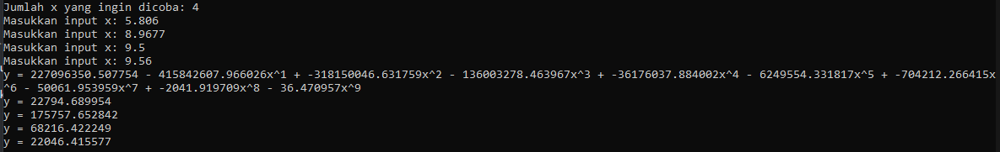 Jumlah x yang ingin dicoba: 4
Masukkan input x: 5.806
Masukkan input x: 8.9677
Masukkan input x: 9.5
Masukkan input x: 9.56
y = 227096350.507754 - 415842607.966026x^1 + -318150046.631759x^2 - 136003278.463967x^3 + -36176037.884002x^4 - 6249554.331817x^5 + -704212.266415x
^6 - 50061.953959x^7 + -2041.919709x^8 - 36.470957x^9
y = 22794.689954
y = 175757.652842
y = 68216.422249
y = 22046.415577